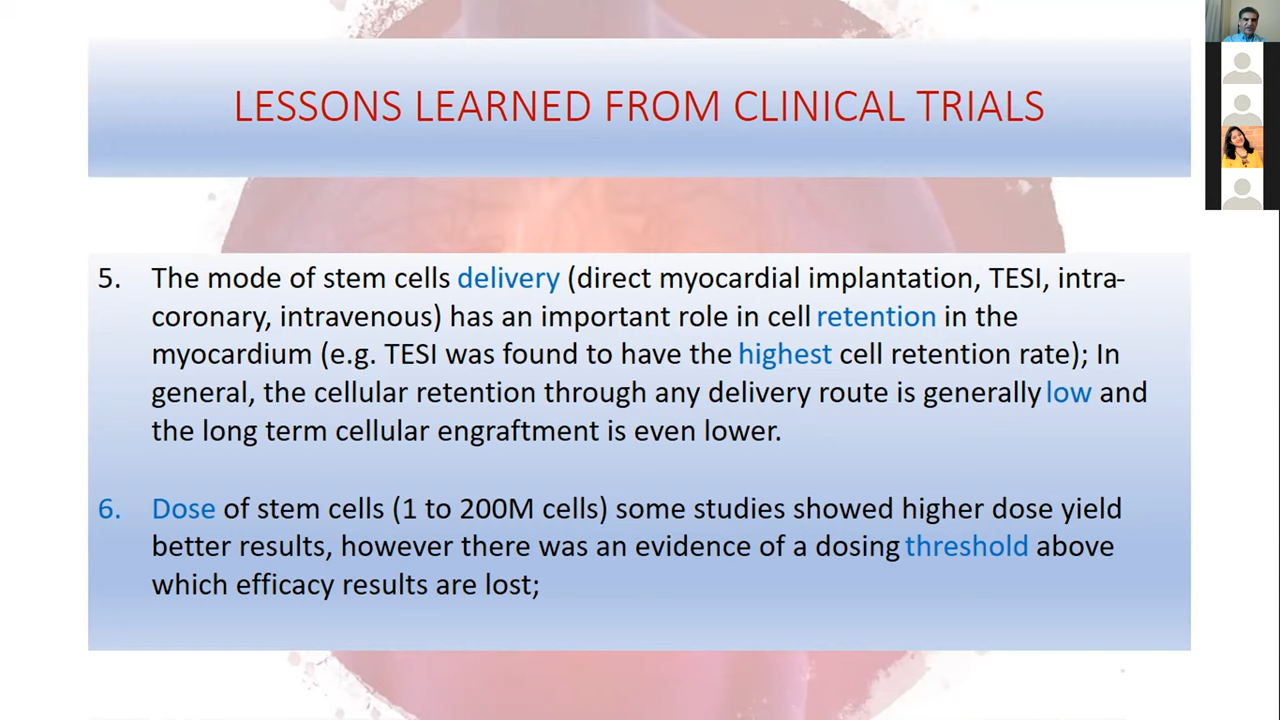 LESSONS LEARNED FROM CLINICAL TRIALS
5. The mode of stem cells delivery (direct myocardial implantation, TESI, intra-
coronary, intravenous) has an important role in cell retention in the
myocardium (e.g. TESI was found to have the highest cell retention rate); In
general, the cellular retention through any delivery route is generally low and
the long term cellular engraftment is even lower.
6. Dose of stem cells (1 to 200M cells) some studies showed higher dose yield
better results, however there was an evidence of a dosing threshold above
which efficacy results are lost;